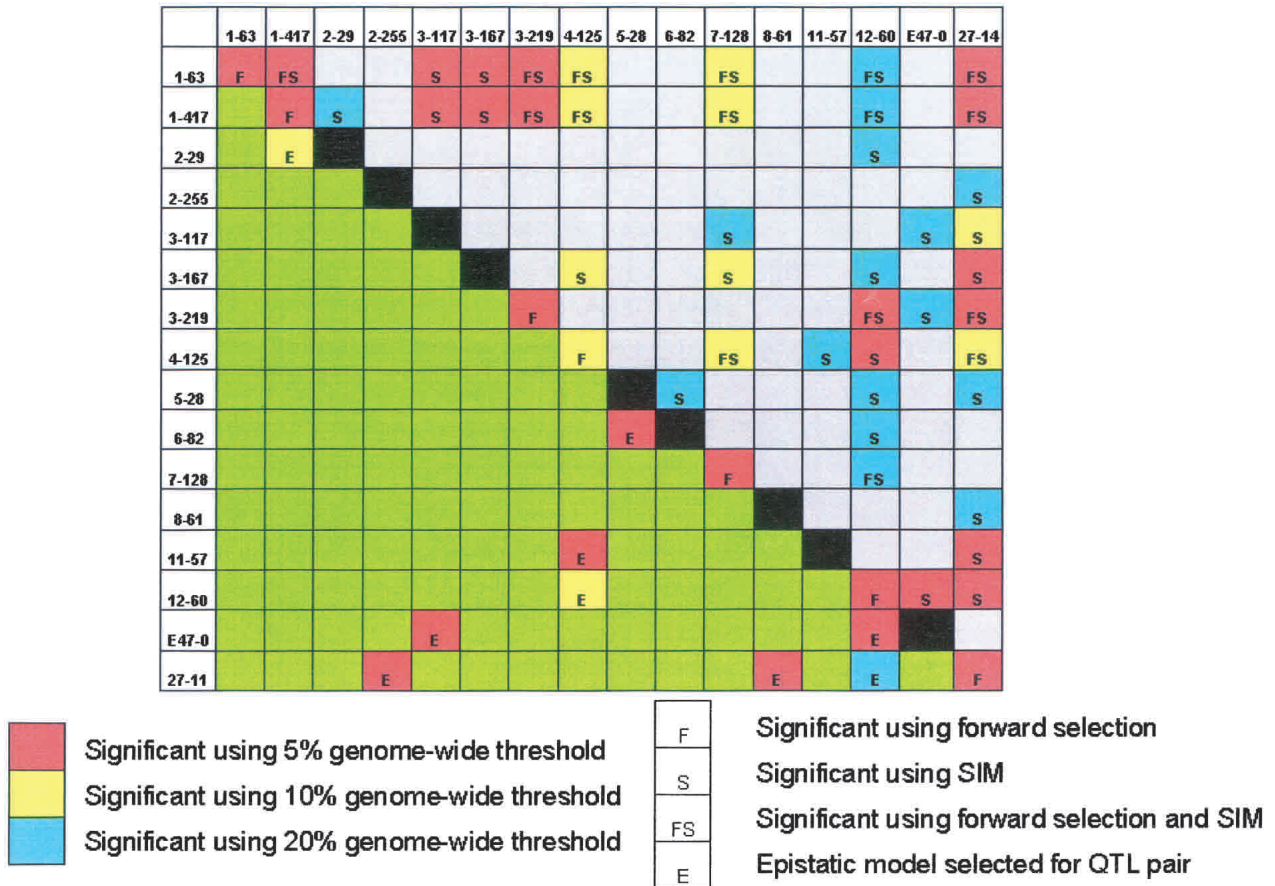 1-63 1-417 2-29 2-255 3-117 3-167 3-219 4-125 5-28 6-82 7-128 8-61 11-57 12-60 E47-0 27-14
1-63 F FS S S FS FS FS FS FS
1-417 F S S S FS FS FS FS FS
2-29 E S
2-255 S
3-117 S S S
3-167 S S S S
3-219 F FS S FS
4-125 F FS S S FS
5-28 S S S
6-82 E S
7-128 F FS
8-61 S
11-57 E S
12-60 E F S S
E47-0 E E
27-11 E E E F
Significant using 5% genome-wide threshold
Significant using 10% genome-wide threshold
Significant using 20% genome-wide threshold
F Significant using forward selection
S Significant using SIM
FS Significant using forward selection and SIM
E Epistatic model selected for QTL pair